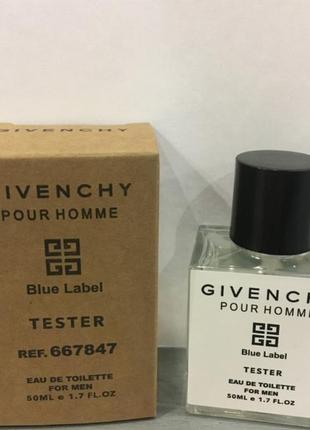 GIVENCHY
POUR HOMME
Blue Label
TESTER
REF. 667847
EAU DE TOILETTE
FOR MEN
50ML e 1.7 FL.OZ
GIVENCHY
POUR HOMME
Blue Label
TESTER
EAU DE TOILETTE
FOR MEN
50ML e 1.7 FL.OZ